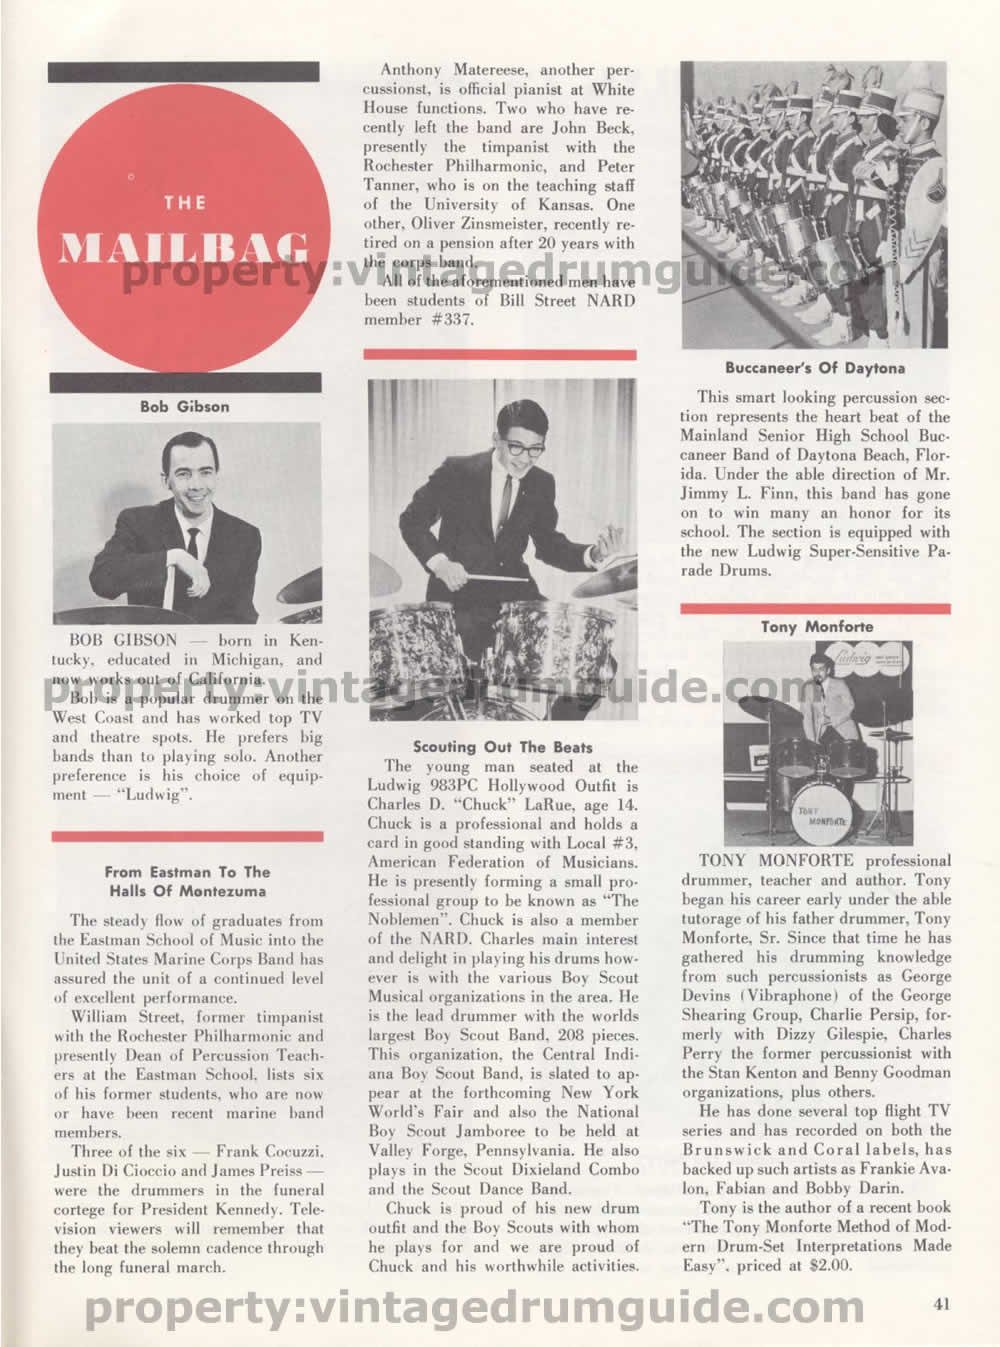 THE
MAILBAG
Bob Gibson
BOB GIBSON — born in Ken-
tucky, educated in Michigan, and
now works out of California.
Bob is a popular drummer on the
West Coast and has worked top TV
and theatre spots. He prefers big
bands than to playing solo. Another
preference is his choice of equip-
ment — “Ludwig”.
From Eastman To The
Halls Of Montezuma
The steady flow of graduates from
the Eastman School of Music into the
United States Marine Corps Band has
assured the unit of a continued level
of excellent performance.
William Street, former timpanist
with the Rochester Philharmonic and
presently Dean of Percussion Teach-
ers at the Eastman School, lists six
of his former students, who are now
or have been recent marine band
members.
Three of the six — Frank Cocuzzi,
Justin Di Cioccio and James Preiss —
were the drummers in the funeral
cortege for President Kennedy. Tele-
vision viewers will remember that
they beat the solemn cadence through
the long funeral march.
Anthony Matereese, another per-
cussionst, is official pianist at White
House functions. Two who have re-
cently left the band are John Beck,
presently the timpanist with the
Rochester Philharmonic, and Peter
Tanner, who is on the teaching staff
of the University of Kansas. One
other, Oliver Zinsmeister, recently re-
tired on a pension after 20 years with
the corps band.
All of the aforementioned men have
been students of Bill Street NARD
member #337.
Scouting Out The Beats
The young man seated at the
Ludwig 983PC Hollywood Outfit is
Charles D. “Chuck” LaRue, age 14.
Chuck is a professional and holds a
card in good standing with Local #3,
American Federation of Musicians.
He is presently forming a small pro-
fessional group to be known as “The
Noblemen”. Chuck is also a member
of the NARD. Charles main interest
and delight in playing his drums how-
ever is with the various Boy Scout
Musical organizations in the area. He
is the lead drummer with the worlds
largest Boy Scout Band, 208 pieces.
This organization, the Central Indi-
ana Boy Scout Band, is slated to ap-
pear at the forthcoming New York
World's Fair and also the National
Boy Scout Jamboree to be held at
Valley Forge, Pennsylvania. He also
plays in the Scout Dixieland Combo
and the Scout Dance Band.
Chuck is proud of his new drum
outfit and the Boy Scouts with whom
he plays for and we are proud of
Chuck and his worthwhile activities.
Buccaneer's Of Daytona
This smart looking percussion sec-
tion represents the heart beat of the
Mainland Senior High School Buc-
caneer Band of Daytona Beach, Flor-
ida. Under the able direction of Mr.
Jimmy L. Finn, this band has gone
on to win many an honor for its
school. The section is equipped with
the new Ludwig Super-Sensitive Pa-
rade Drums.
Tony Monforte
Ludwig
TONY
MONFORTE
TONY MONFORTE professional
drummer, teacher and author. Tony
began his career early under the able
tutorage of his father drummer, Tony
Monforte, Sr. Since that time he has
gathered his drumming knowledge
from such percussionists as George
Devins (Vibraphone) of the George
Shearing Group, Charlie Persip, for-
merly with Dizzy Gilespie, Charles
Perry the former percussionist with
the Stan Kenton and Benny Goodman
organizations, plus others.
He has done several top flight TV
series and has recorded on both the
Brunswick and Coral labels, has
backed up such artists as Frankie Ava-
lon, Fabian and Bobby Darin.
Tony is the author of a recent book
“The Tony Monforte Method of Mod-
ern Drum-Set Interpretations Made
Easy”, priced at $2.00.
41
property:vintagedrumguide.com
property:vintagedrumguide.com
property:vintagedrumguide.com